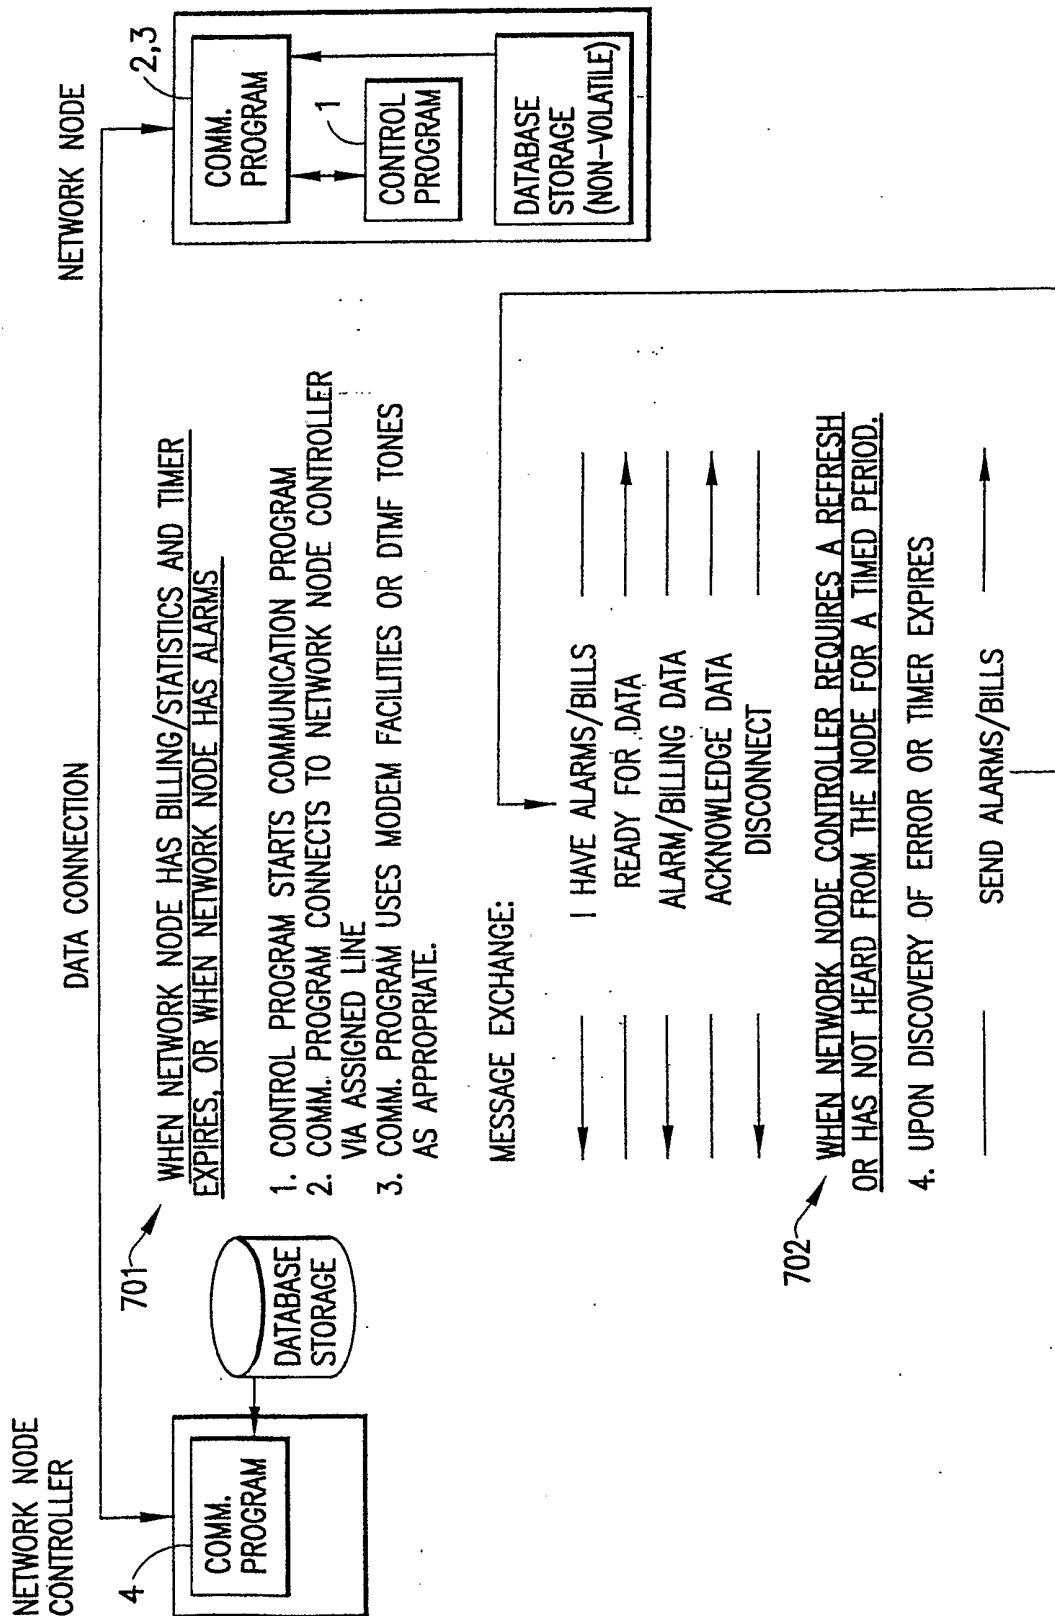 NETWORK NODE
CONTROLLER
DATA CONNECTION
NETWORK NODE
4
COMM.
PROGRAM
DATABASE
STORAGE
2,3
COMM.
PROGRAM
1
CONTROL
PROGRAM
DATABASE
STORAGE
(NON-VOLATILE)
701
WHEN NETWORK NODE HAS BILLING/STATISTICS AND TIMER
EXPIRES, OR WHEN NETWORK NODE HAS ALARMS
1. CONTROL PROGRAM STARTS COMMUNICATION PROGRAM
2. COMM. PROGRAM CONNECTS TO NETWORK NODE CONTROLLER
VIA ASSIGNED LINE
3. COMM. PROGRAM USES MODEM FACILITIES OR DTMF TONES
AS APPROPRIATE.
MESSAGE EXCHANGE:
I HAVE ALARMS/BILLS
READY FOR DATA
ALARM/BILLING DATA
ACKNOWLEDGE DATA
DISCONNECT
702
WHEN NETWORK NODE CONTROLLER REQUIRES A REFRESH
OR HAS NOT HEARD FROM THE NODE FOR A TIMED PERIOD.
4. UPON DISCOVERY OF ERROR OR TIMER EXPIRES
SEND ALARMS/BILLS